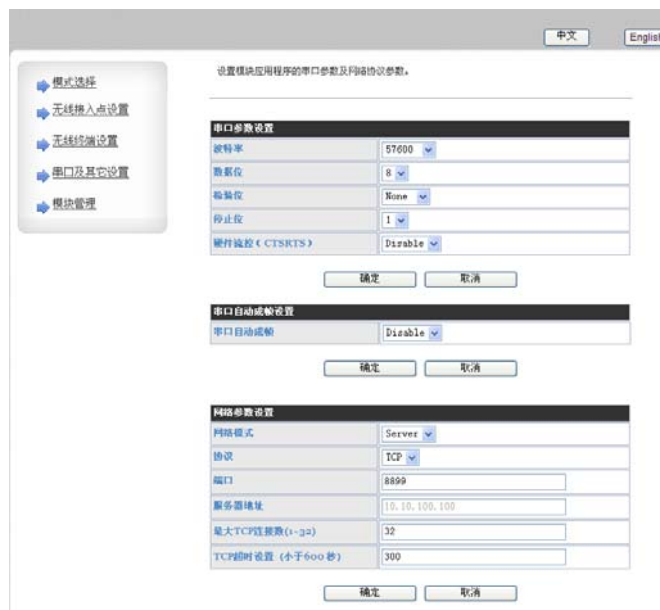 中文 English
模式选择
无线接入点设置
无线终端设置
串口及其它设置
模块管理
设置模块应用程序的串口参数及网络协议参数。
串口参数设置
波特率 57600
数据位 8
检验位 None
停止位 1
硬件流控(CTSRTS) Disable
确定 取消
串口自动成帧设置
串口自动成帧 Disable
确定 取消
网络参数设置
网络模式 Server
协议 TCP
端口 8899
服务器地址 10.10.100.100
最大TCP连接数(1-32) 32
TCP超时设置 (小于600 秒) 300
确定 取消